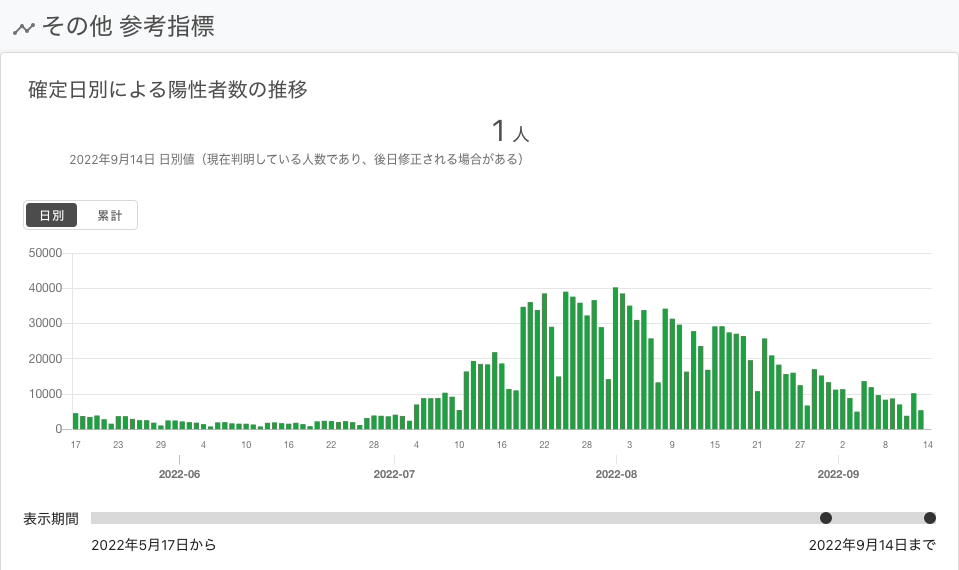 その他 参考指標
確定日別による陽性者数の推移
1 人
2022年9月14日 日別値（現在判明している人数であり、後日修正される場合がある）
日別 累計
50000
40000
30000
20000
10000
0
17 23 29 4 10 16 22 28 4 10 16 22 28 3 9 15 21 27 2 8 14
2022-06 2022-07 2022-08 2022-09
表示期間
2022年5月17日から 2022年9月14日まで